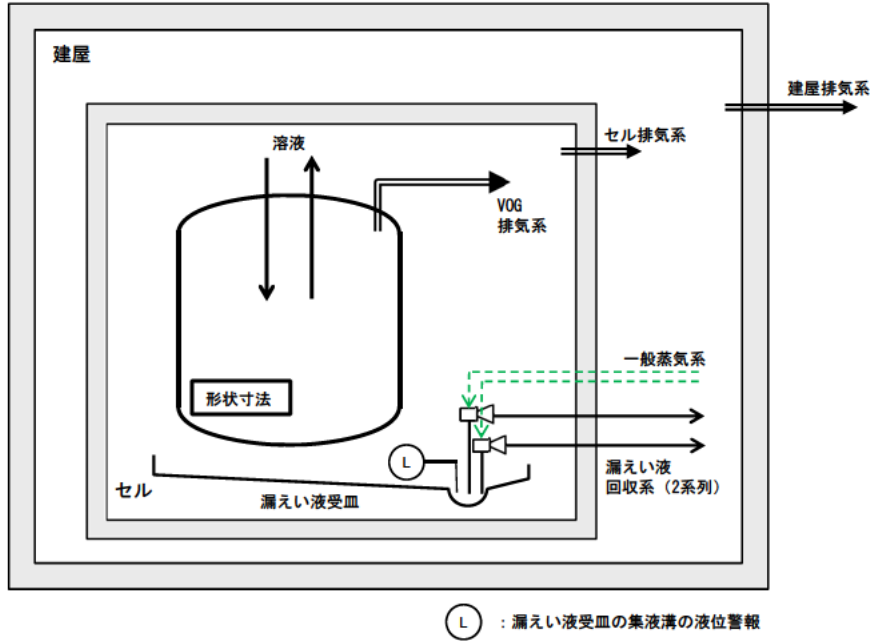 建屋
建屋排気系
セル排気系
溶液
VOG
排気系
一般蒸気系
形状寸法
L
漏えい液
回収系（2系列）
セル
漏えい液受皿
L
：漏えい液受皿の集液溝の液位警報